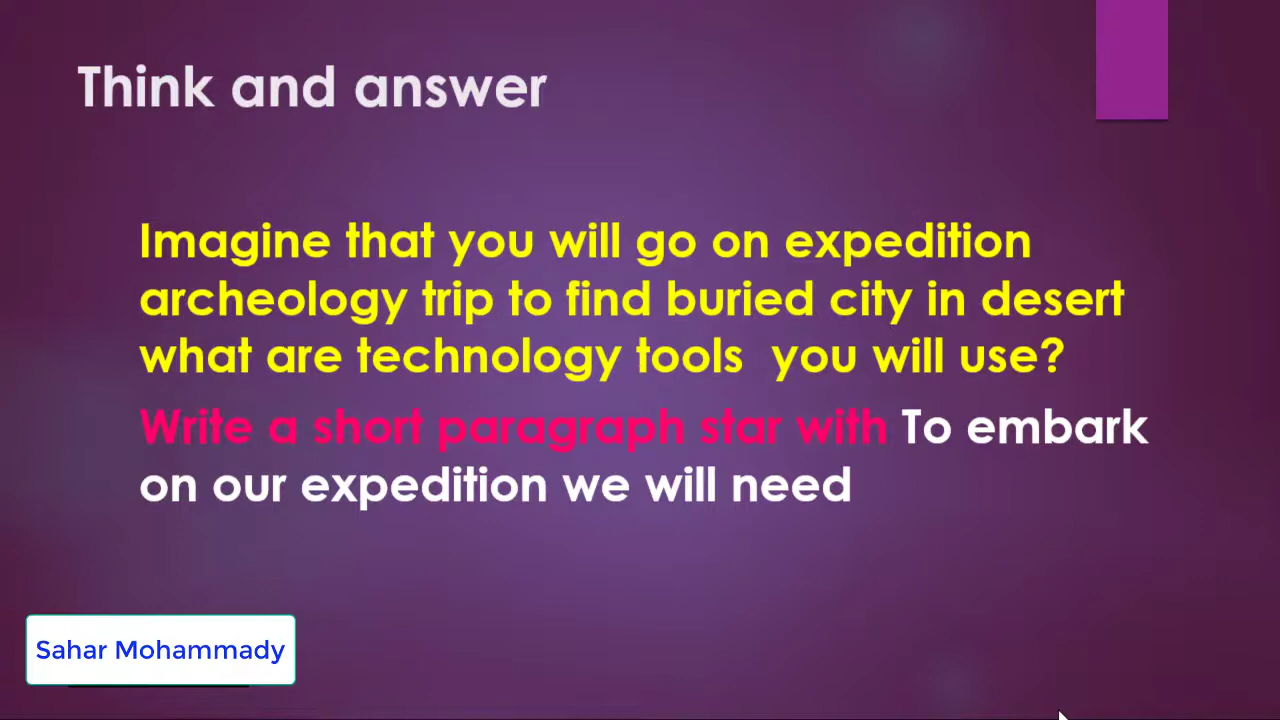 Think and answer
Imagine that you will go on expedition
archeology trip to find buried city in desert
what are technology tools you will use?
Write a short paragraph star with To embark
on our expedition we will need
Sahar Mohammady